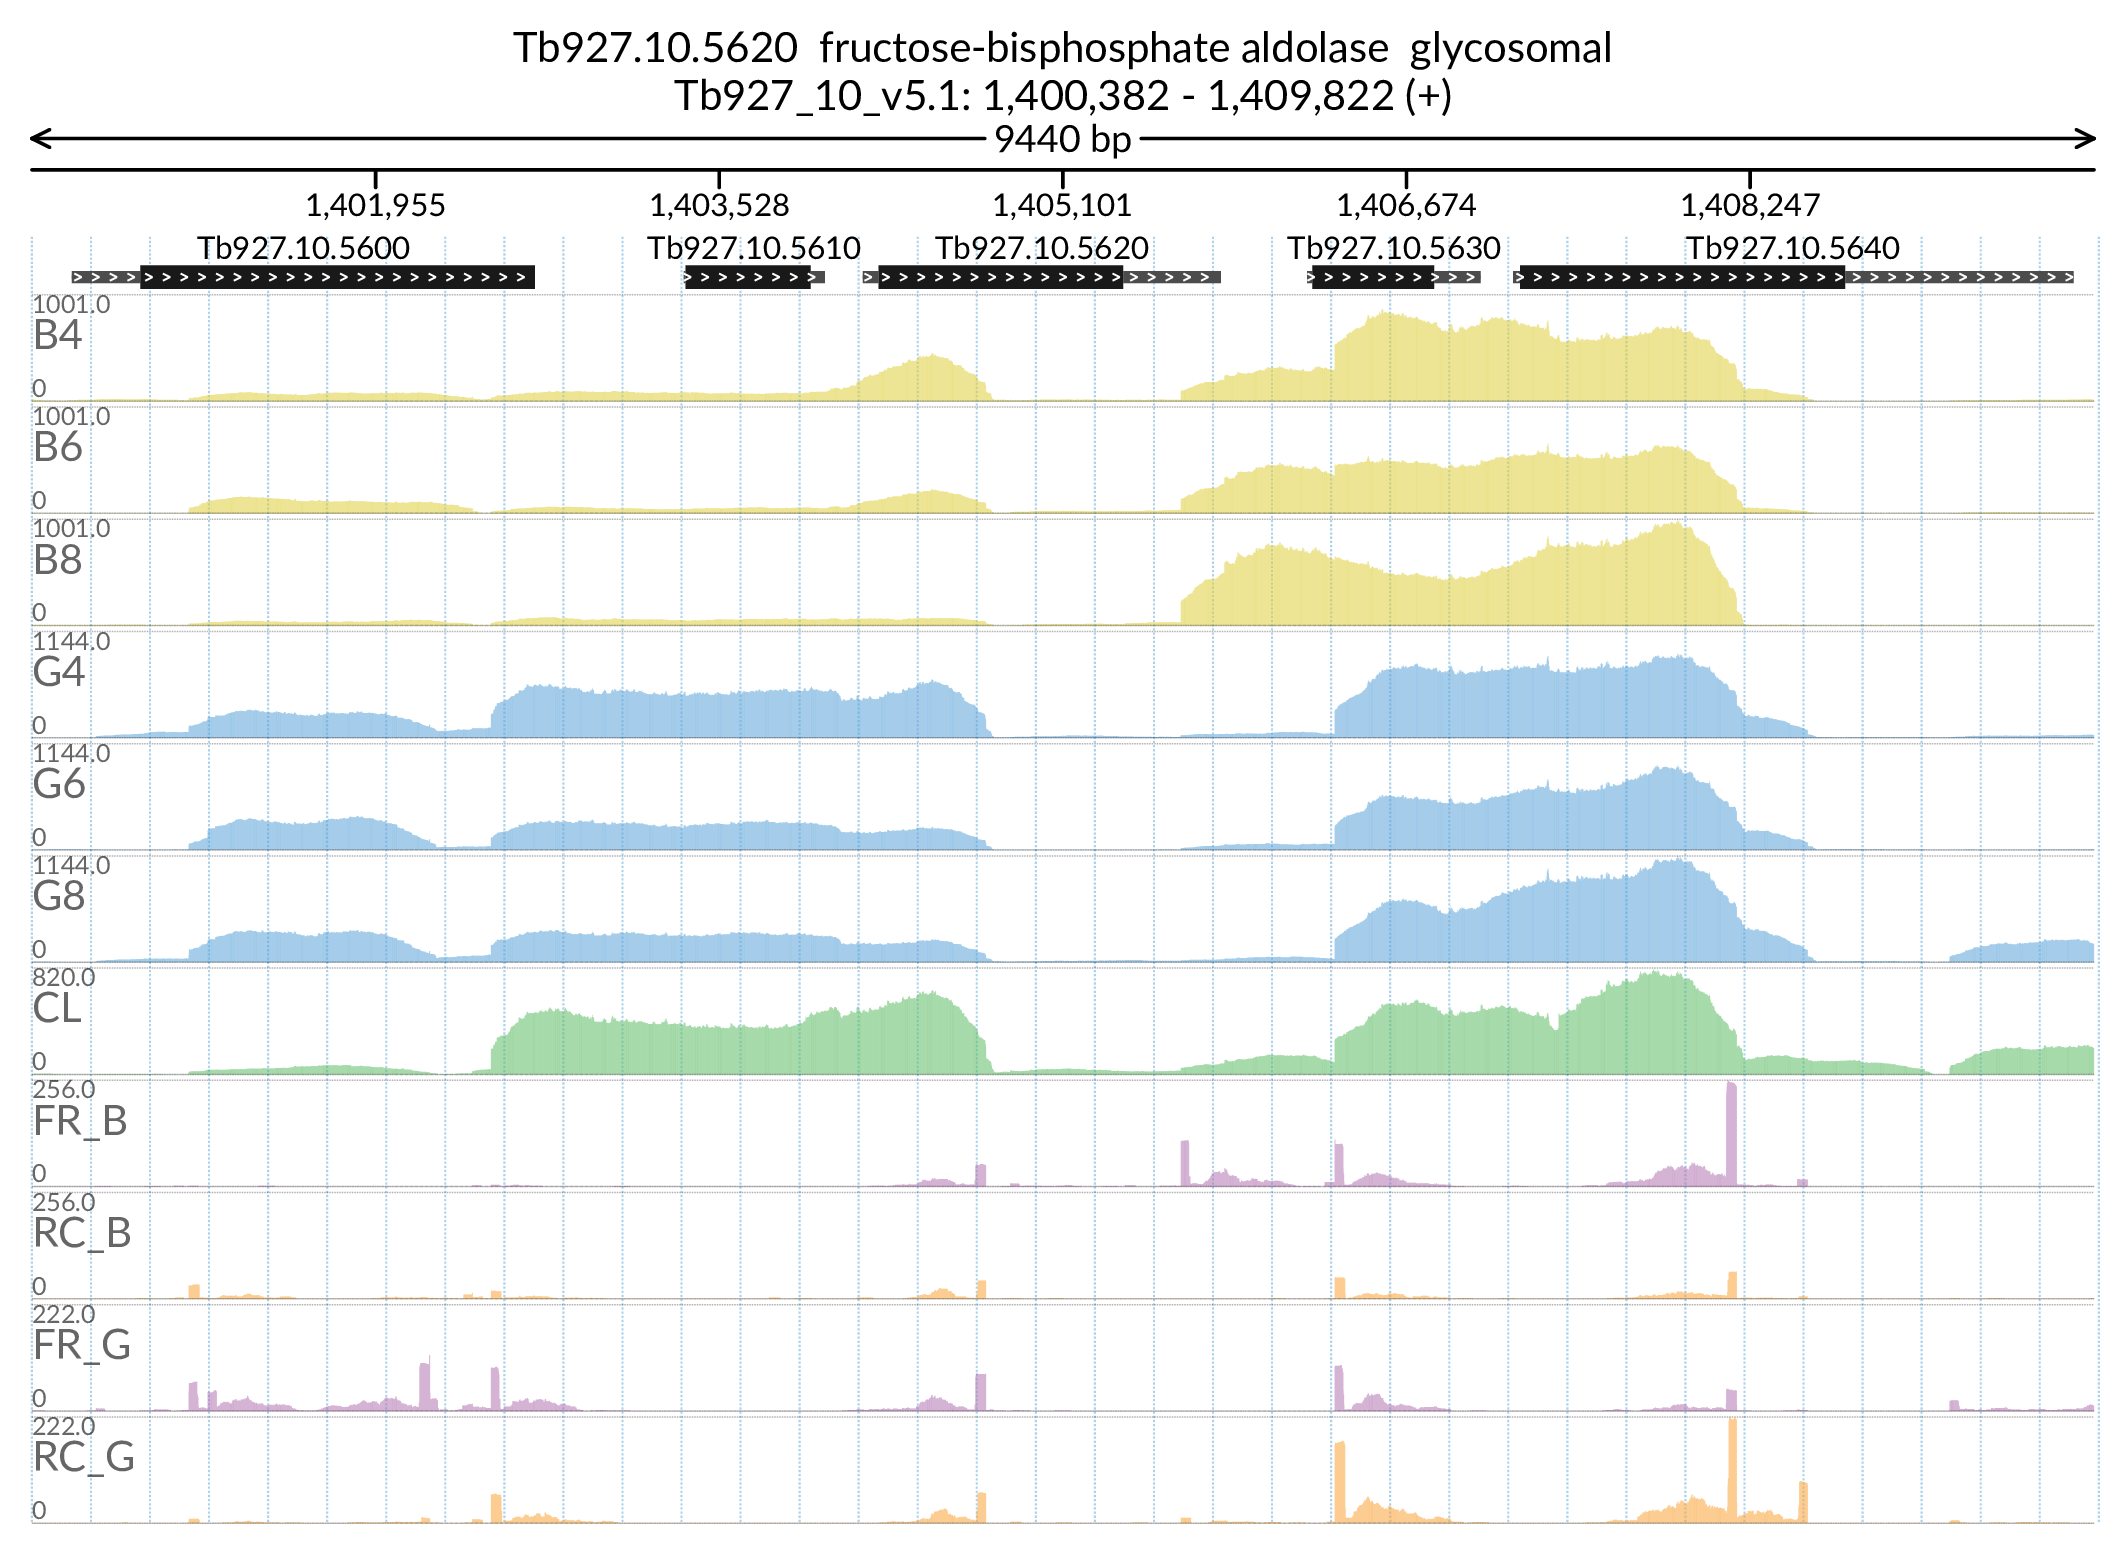 Tb927.10.5620 fructose-bisphosphate aldolase glycosomal
Tb927_10_v5.1: 1,400,382 - 1,409,822 (+)
9440 bp
1,401,955 1,403,528 1,405,101 1,406,674 1,408,247
Tb927.10.5600 Tb927.10.5610 Tb927.10.5620 Tb927.10.5630 Tb927.10.5640
1001.0
B4
0
1001.0
B6
0
1001.0
B8
0
1144.0
G4
0
1144.0
G6
0
1144.0
G8
0
820.0
CL
0
256.0
FR_B
0
256.0
RC_B
0
222.0
FR_G
0
222.0
RC_G
0